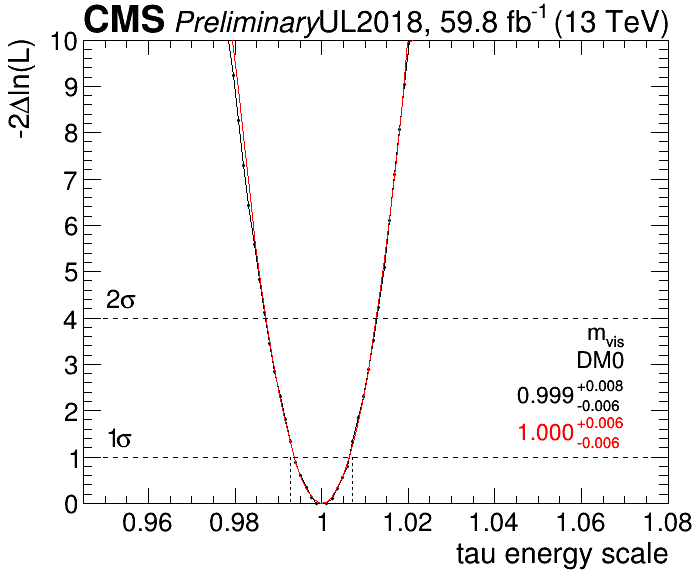 CMS Preliminary UL2018, 59.8 fb⁻¹ (13 TeV)
-2Δln(L)
10
9
8
7
6
5
2σ
4
3
m_vis
DM0
0.999 +0.008 -0.006
2
1.000 +0.006 -0.006
1σ
1
0
0.96 0.98 1 1.02 1.04 1.06 1.08
tau energy scale